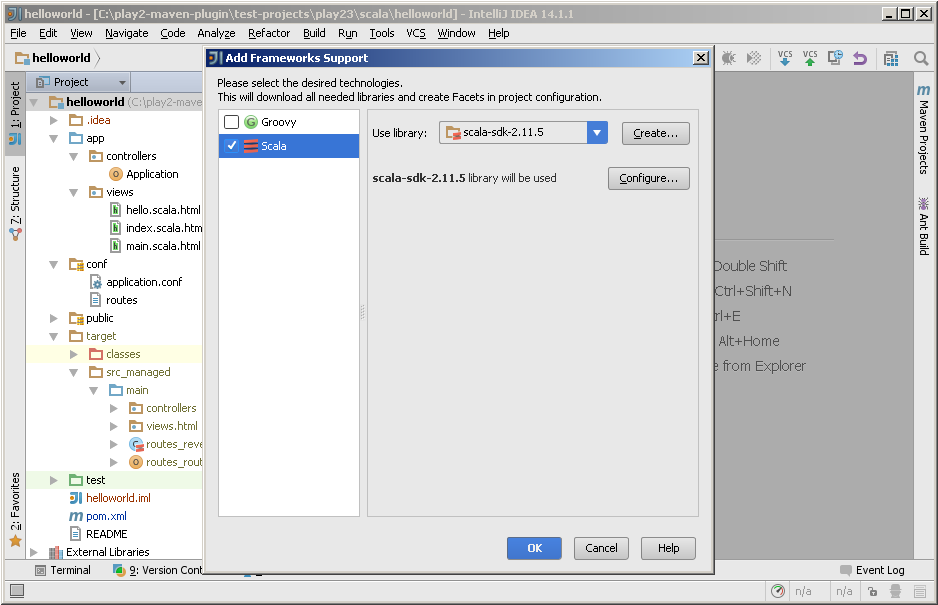 helloworld - [C:\play2-maven-plugin\test-projects\play23\scala\helloworld] - IntelliJ IDEA 14.1.1
File Edit View Navigate Code Analyze Refactor Build Run Tools VCS Window Help
helloworld
VCS VCS
Add Frameworks Support
Please select the desired technologies.
This will download all needed libraries and create Facets in project configuration.
Groovy
Scala
Use library: scala-sdk-2.11.5 Create...
scala-sdk-2.11.5 library will be used Configure...
OK Cancel Help
1: Project
Z: Structure
2: Favorites
Project
helloworld (C:\play2-mave
.idea
app
controllers
Application
views
hello.scala.html
index.scala.htm
main.scala.html
conf
application.conf
routes
public
target
classes
src_managed
main
controllers
views.html
routes_reve
routes_rout
test
helloworld.iml
pom.xml
README
External Libraries
Double Shift
Ctrl+Shift+N
rl+E
Alt+Home
e from Explorer
m Maven Projects
Ant Build
Terminal 9: Version Cont Event Log
n/a n/a